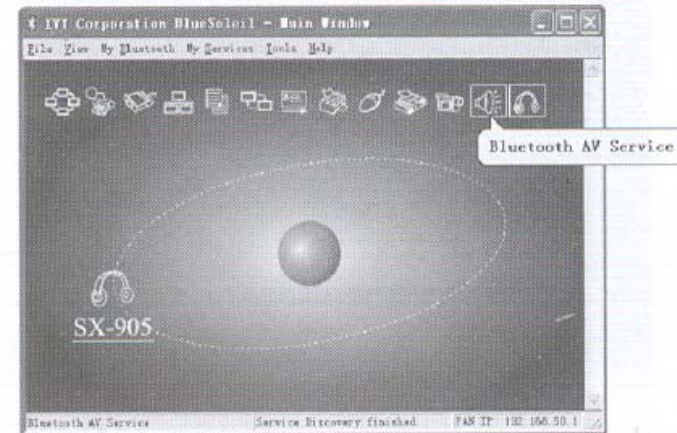 IVT Corporation BlueSoleil - Main Window
File View My Bluetooth My Services Tools Help
Bluetooth AV Service
SX-905
Bluetooth AV Service
Service Discovery finished
PAN IP: 192.168.50.1